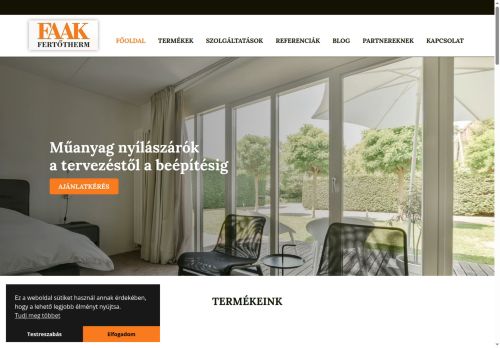 FAAK
FERTŐTHERM
FŐOLDAL TERMÉKEK SZOLGÁLTATÁSOK REFERENCIÁK BLOG PARTNEREKNEK KAPCSOLAT
Műanyag nyílászárók
a tervezéstől a beépítésig
AJÁNLATKÉRÉS
TERMÉKEINK
Ez a weboldal sütiket használ annak érdekében,
hogy a lehető legjobb élményt nyújtsa.
Tudj meg többet
Testreszabás Elfogadom